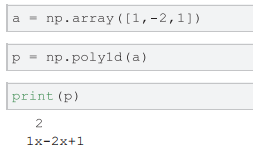 a = np.array([1,-2,1])
p = np.poly1d(a)
print(p)
2
1x-2x+1